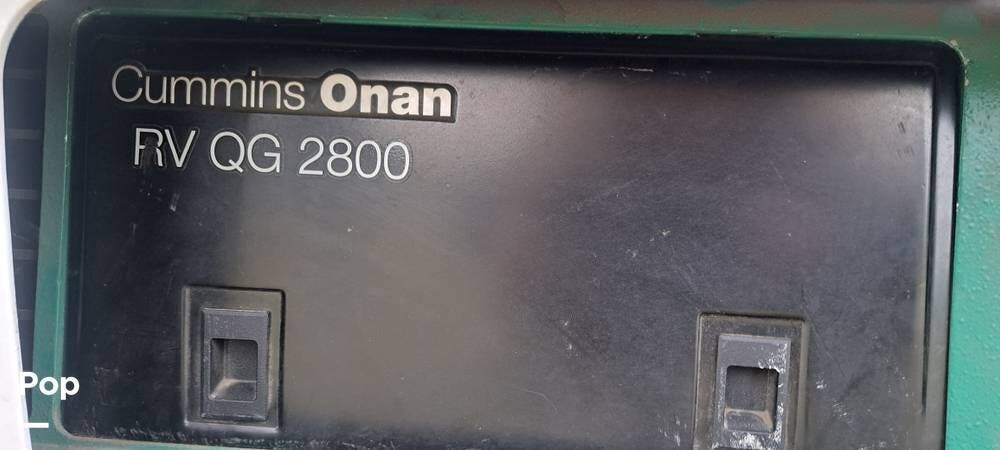 Cummins Onan
RV QG 2800
Pop